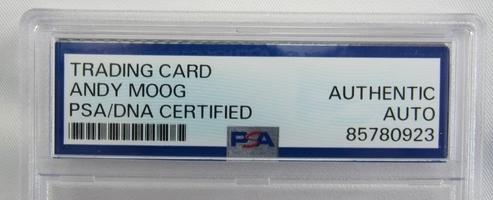 TRADING CARD
ANDY MOOG
PSA/DNA CERTIFIED
AUTHENTIC
AUTO
85780923
PSA